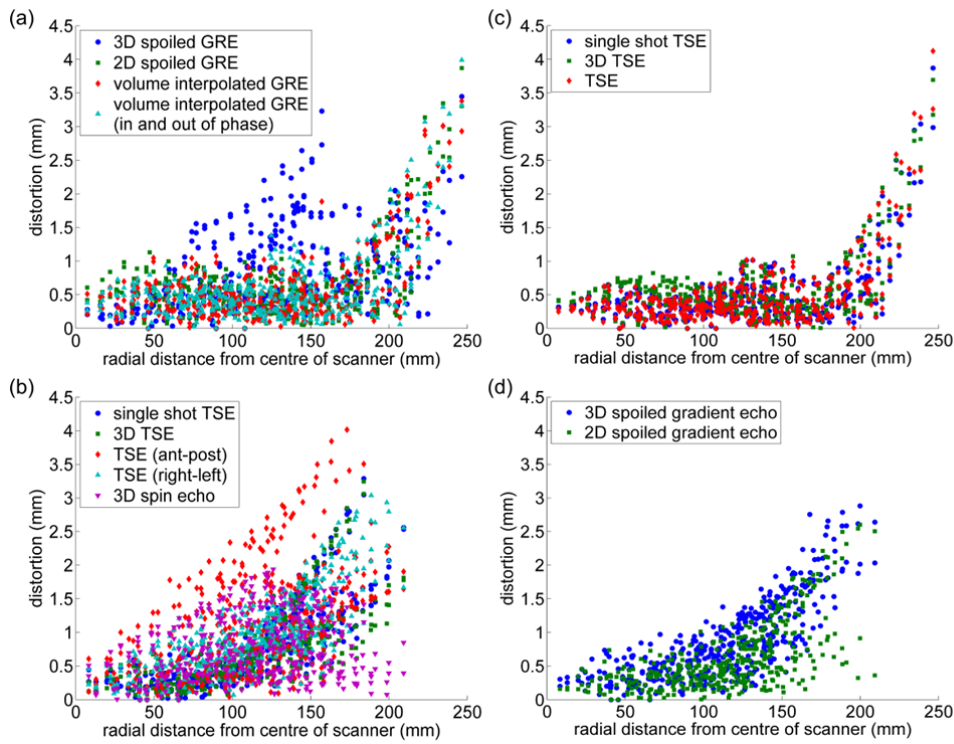 (a)
4.5
4
3.5
3
2.5
2
1.5
1
0.5
0
distortion (mm)
3D spoiled GRE
2D spoiled GRE
volume interpolated GRE
volume interpolated GRE
(in and out of phase)
0 50 100 150 200 250
radial distance from centre of scanner (mm)
(c)
4.5
4
3.5
3
2.5
2
1.5
1
0.5
0
distortion (mm)
single shot TSE
3D TSE
TSE
0 50 100 150 200 250
radial distance from centre of scanner (mm)
(b)
4.5
4
3.5
3
2.5
2
1.5
1
0.5
0
distortion (mm)
single shot TSE
3D TSE
TSE (ant-post)
TSE (right-left)
3D spin echo
0 50 100 150 200 250
radial distance from centre of scanner (mm)
(d)
4.5
4
3.5
3
2.5
2
1.5
1
0.5
0
distortion (mm)
3D spoiled gradient echo
2D spoiled gradient echo
0 50 100 150 200 250
radial distance from centre of scanner (mm)